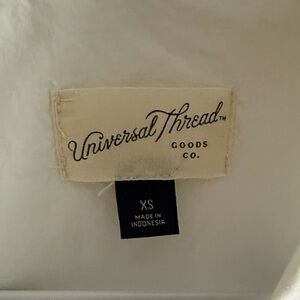 Universal Thread™
GOODS
CO.
XS
MADE IN
INDONESIA